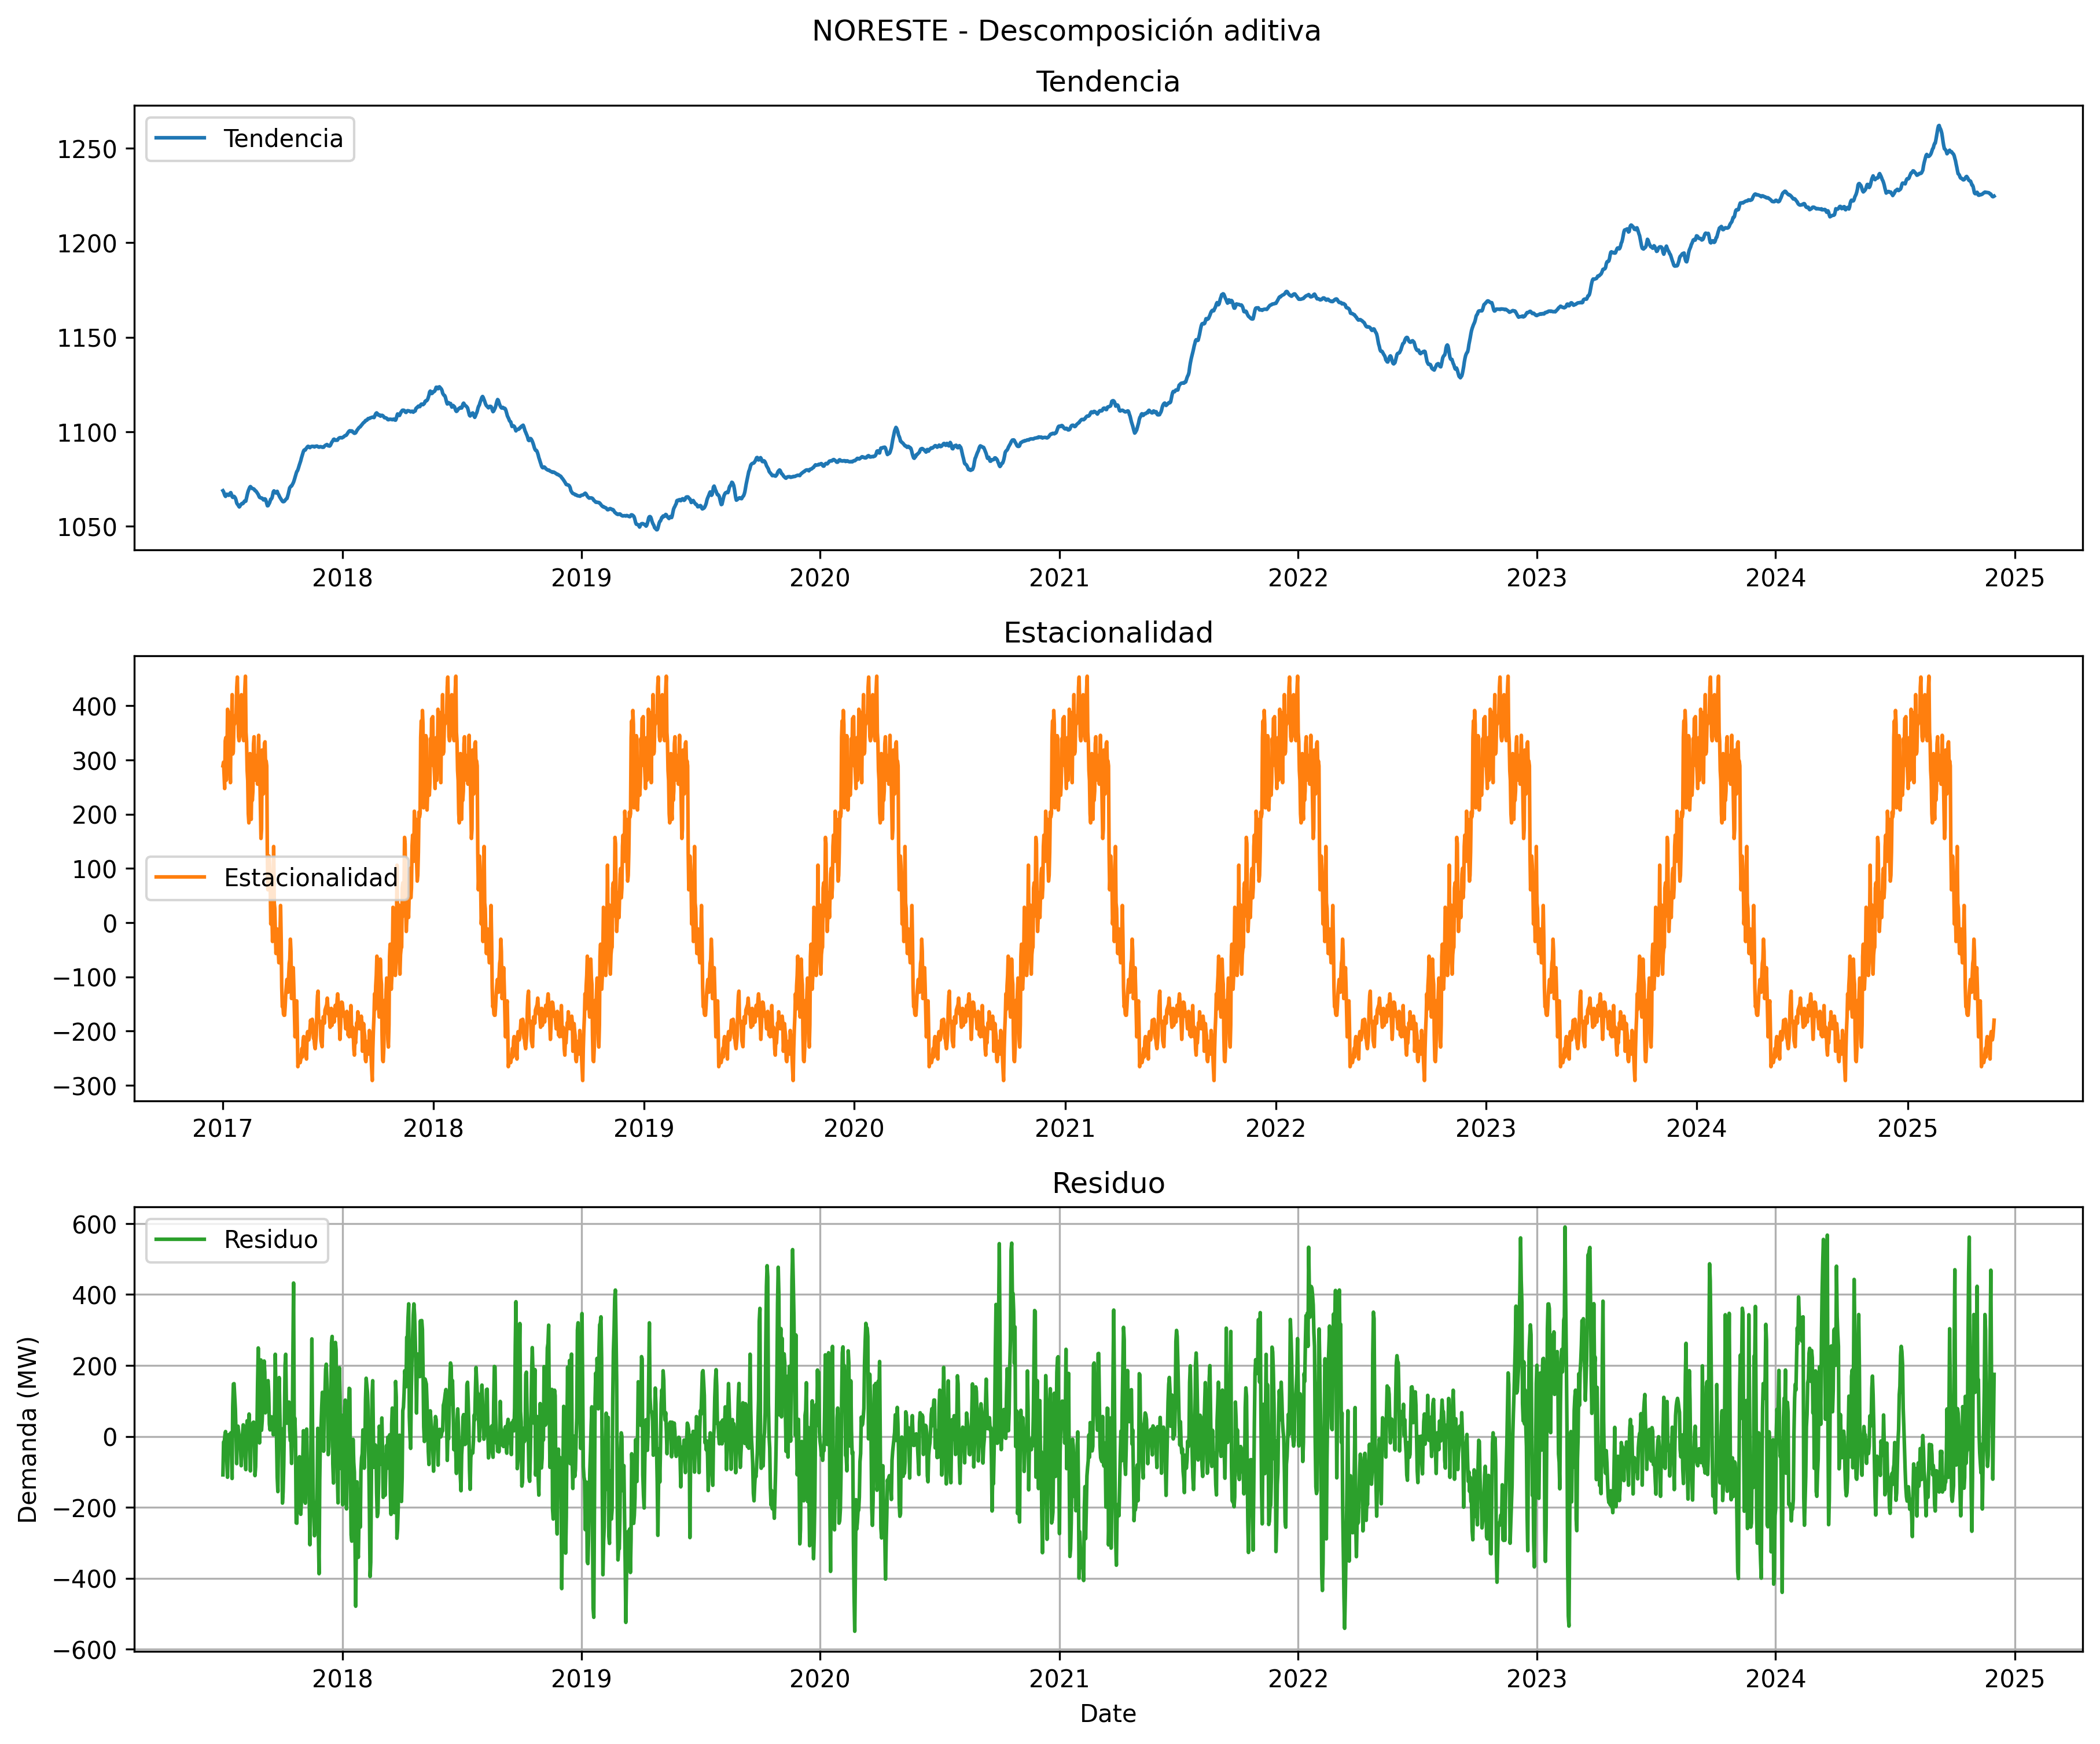 NORESTE - Descomposición aditiva
Tendencia
Tendencia
1250
1200
1150
1100
1050
2018 2019 2020 2021 2022 2023 2024 2025
Estacionalidad
Estacionalidad
400
300
200
100
0
−100
−200
−300
2017 2018 2019 2020 2021 2022 2023 2024 2025
Residuo
Residuo
Demanda (MW)
600
400
200
0
−200
−400
−600
2018 2019 2020 2021 2022 2023 2024 2025
Date